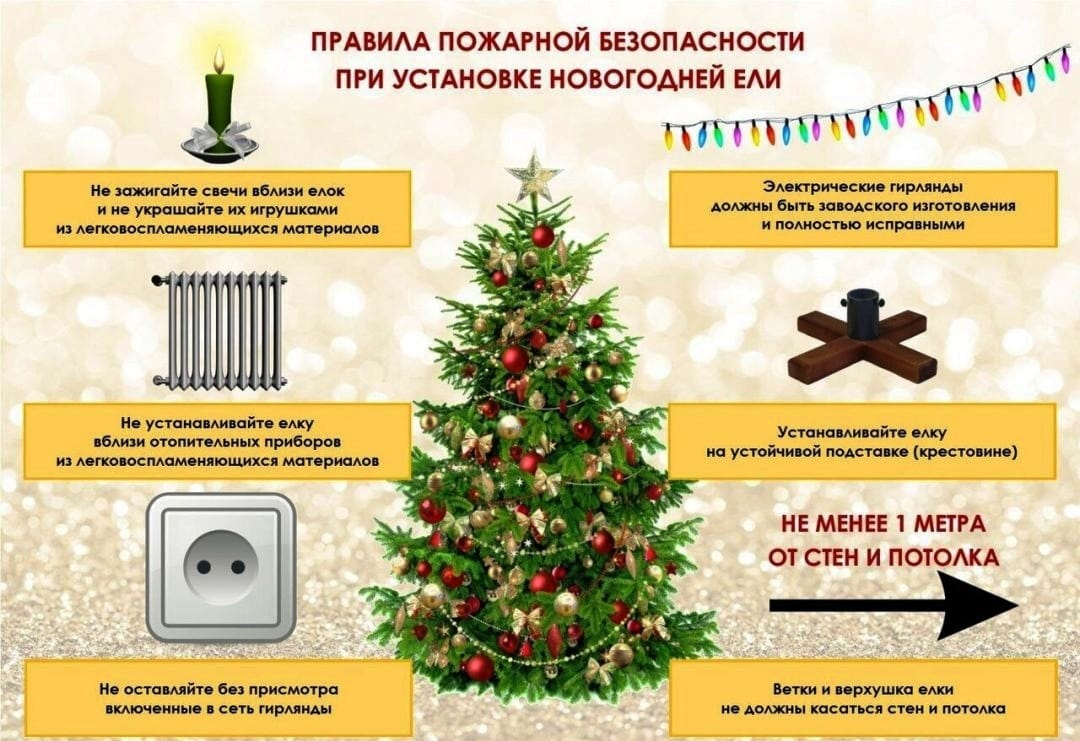 ПРАВИЛА ПОЖАРНОЙ БЕЗОПАСНОСТИ
ПРИ УСТАНОВКЕ НОВОГОДНЕЙ ЕЛИ
Не зажигайте свечи вблизи елок
и не украшайте их игрушками
из легковоспламеняющихся материалов
Электрические гирлянды
должны быть заводского изготовления
и полностью исправными
Не устанавливайте елку
вблизи отопительных приборов
из легковоспламеняющихся материалов
Устанавливайте елку
на устойчивой подставке (крестовине)
НЕ МЕНЕЕ 1 МЕТРА
ОТ СТЕН И ПОТОЛКА
Не оставляйте без присмотра
включенные в сеть гирлянды
Ветки и верхушка елки
не должны касаться стен и потолка